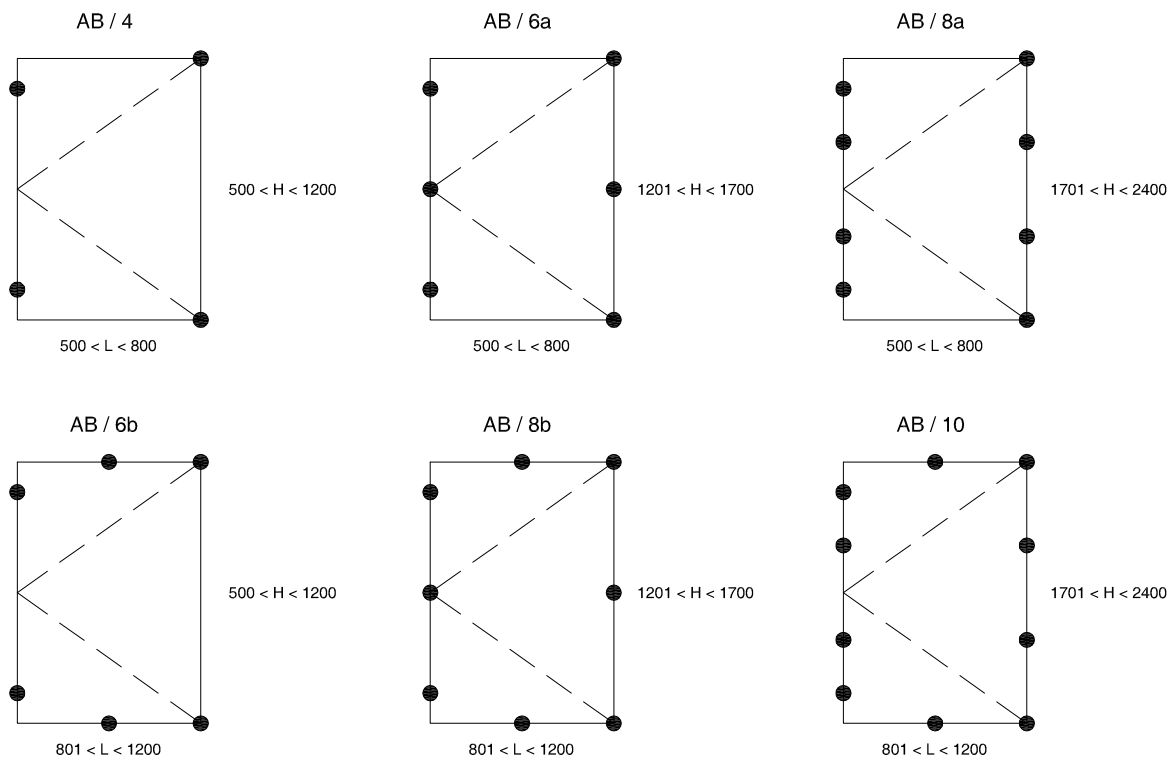 AB / 4
AB / 6a
AB / 8a
500 < H < 1200
1201 < H < 1700
1701 < H < 2400
500 < L < 800
500 < L < 800
500 < L < 800
AB / 6b
AB / 8b
AB / 10
500 < H < 1200
1201 < H < 1700
1701 < H < 2400
801 < L < 1200
801 < L < 1200
801 < L < 1200